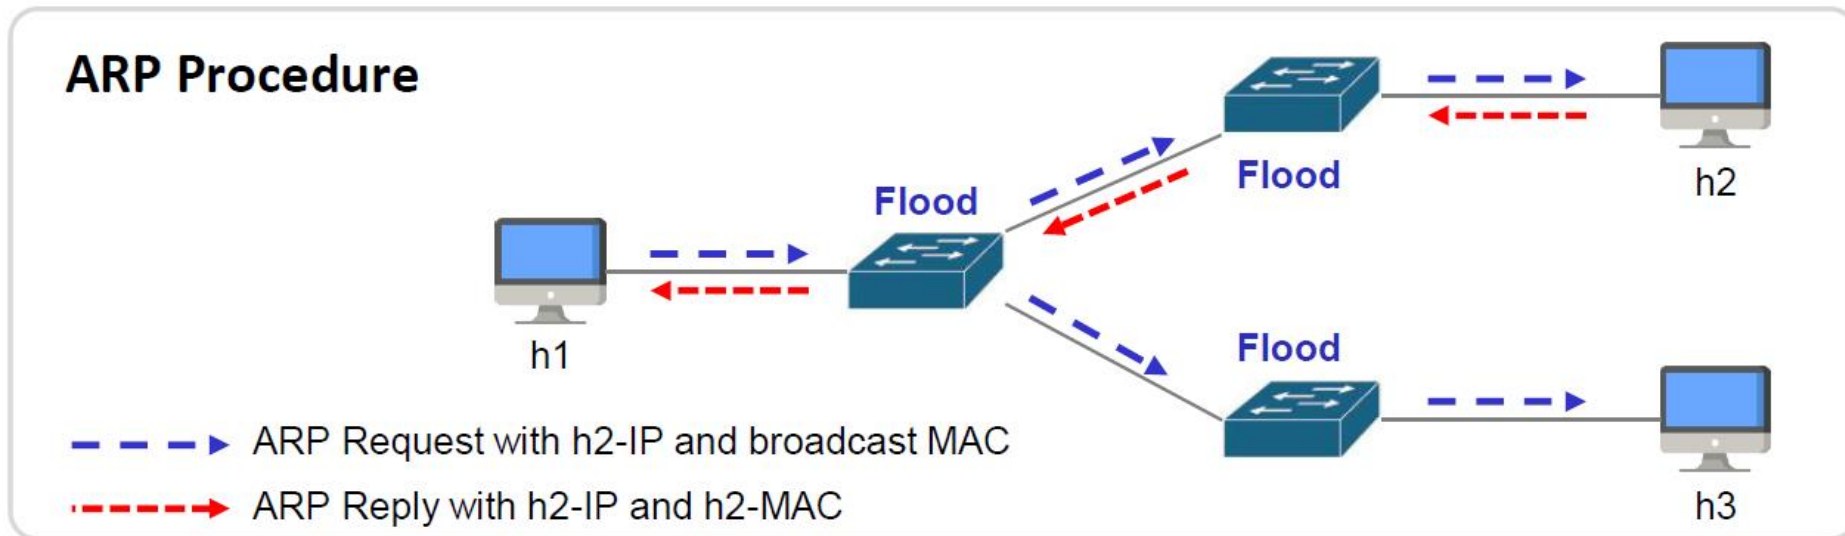 ARP Procedure
Flood
h2
Flood
h1
Flood
h3
ARP Request with h2-IP and broadcast MAC
ARP Reply with h2-IP and h2-MAC